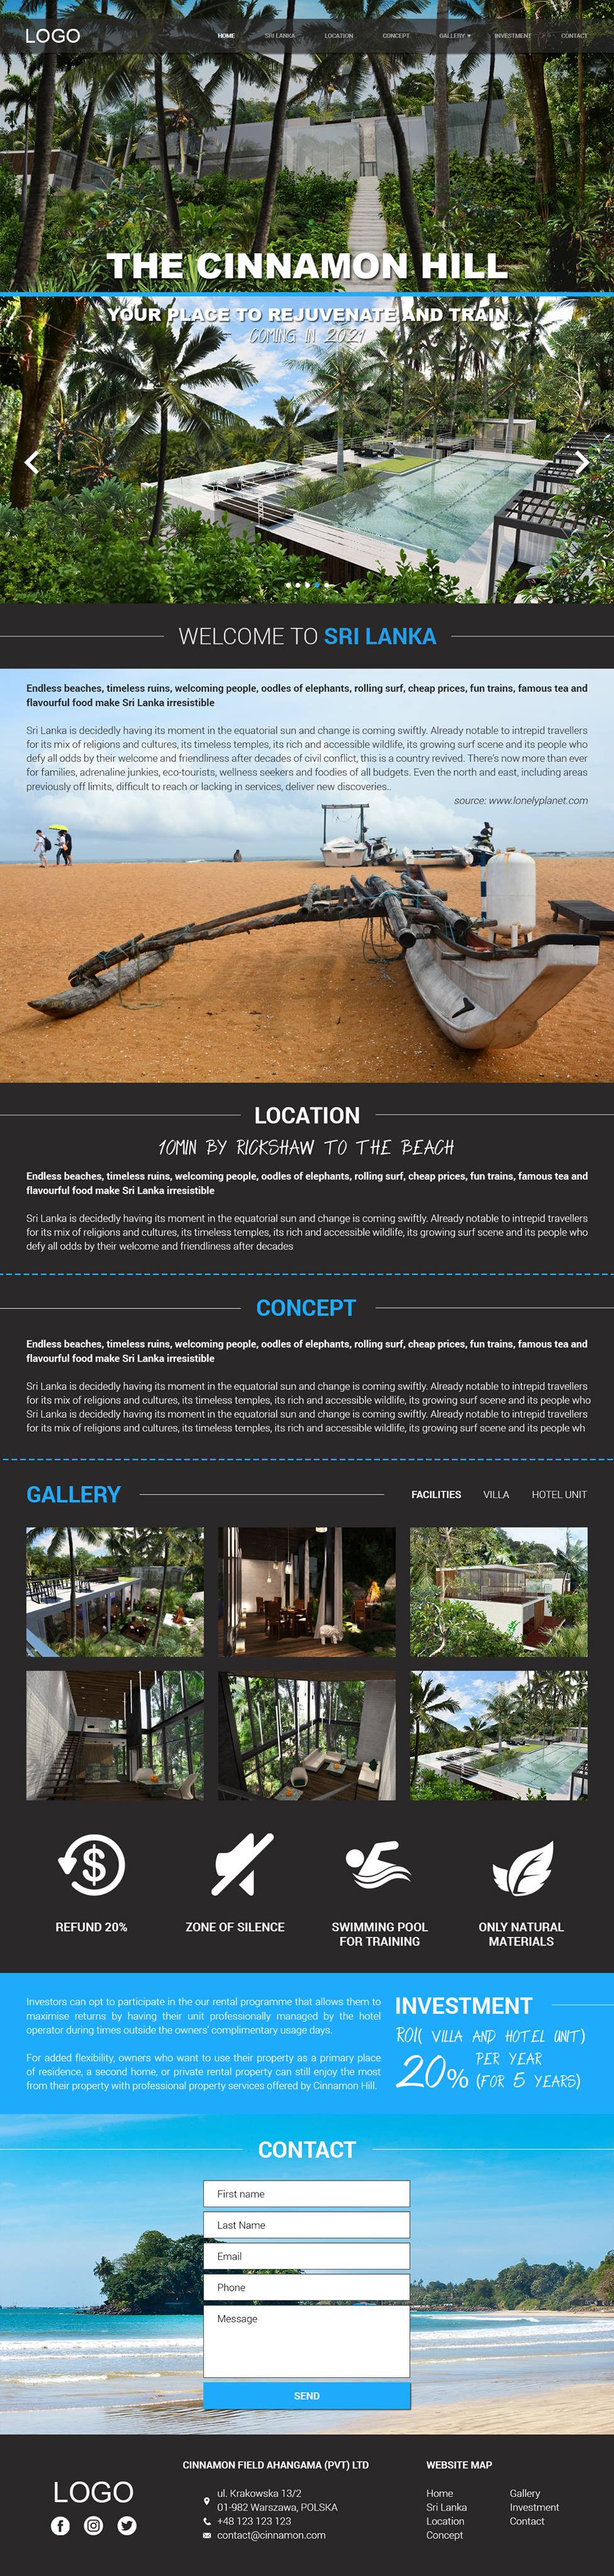 LOGO
HOME SRI LANKA LOCATION CONCEPT GALLERY INVESTMENT CONTACT
THE CINNAMON HILL
YOUR PLACE TO REJUVENATE AND TRAIN
COMING IN 2021
WELCOME TO SRI LANKA
Endless beaches, timeless ruins, welcoming people, oodles of elephants, rolling surf, cheap prices, fun trains, famous tea and
flavourful food make Sri Lanka irresistible
Sri Lanka is decidedly having its moment in the equatorial sun and change is coming swiftly. Already notable to intrepid travellers
for its mix of religions and cultures, its timeless temples, its rich and accessible wildlife, its growing surf scene and its people who
defy all odds by their welcome and friendliness after decades of civil conflict, this is a country revived. There's now more than ever
for families, adrenaline junkies, eco-tourists, wellness seekers and foodies of all budgets. Even the north and east, including areas
previously off limits, difficult to reach or lacking in services, deliver new discoveries..
source: www.lonelyplanet.com
LOCATION
10MIN BY RICKSHAW TO THE BEACH
Endless beaches, timeless ruins, welcoming people, oodles of elephants, rolling surf, cheap prices, fun trains, famous tea and
flavourful food make Sri Lanka irresistible
Sri Lanka is decidedly having its moment in the equatorial sun and change is coming swiftly. Already notable to intrepid travellers
for its mix of religions and cultures, its timeless temples, its rich and accessible wildlife, its growing surf scene and its people who
defy all odds by their welcome and friendliness after decades
CONCEPT
Endless beaches, timeless ruins, welcoming people, oodles of elephants, rolling surf, cheap prices, fun trains, famous tea and
flavourful food make Sri Lanka irresistible
Sri Lanka is decidedly having its moment in the equatorial sun and change is coming swiftly. Already notable to intrepid travellers
for its mix of religions and cultures, its timeless temples, its rich and accessible wildlife, its growing surf scene and its people who
Sri Lanka is decidedly having its moment in the equatorial sun and change is coming swiftly. Already notable to intrepid travellers
for its mix of religions and cultures, its timeless temples, its rich and accessible wildlife, its growing surf scene and its people wh
GALLERY
FACILITIES VILLA HOTEL UNIT
REFUND 20%
ZONE OF SILENCE
SWIMMING POOL
FOR TRAINING
ONLY NATURAL
MATERIALS
Investors can opt to participate in the our rental programme that allows them to
maximise returns by having their unit professionally managed by the hotel
operator during times outside the owners' complimentary usage days.
For added flexibility, owners who want to use their property as a primary place
of residence, a second home, or private rental property can still enjoy the most
from their property with professional property services offered by Cinnamon Hill.
INVESTMENT
ROI( VILLA AND HOTEL UNIT)
20% PER YEAR
(FOR 5 YEARS)
CONTACT
First name
Last Name
Email
Phone
Message
SEND
LOGO
CINNAMON FIELD AHANGAMA (PVT) LTD
ul. Krakowska 13/2
01-982 Warszawa, POLSKA
+48 123 123 123
contact@cinnamon.com
WEBSITE MAP
Home
Sri Lanka
Location
Concept
Gallery
Investment
Contact